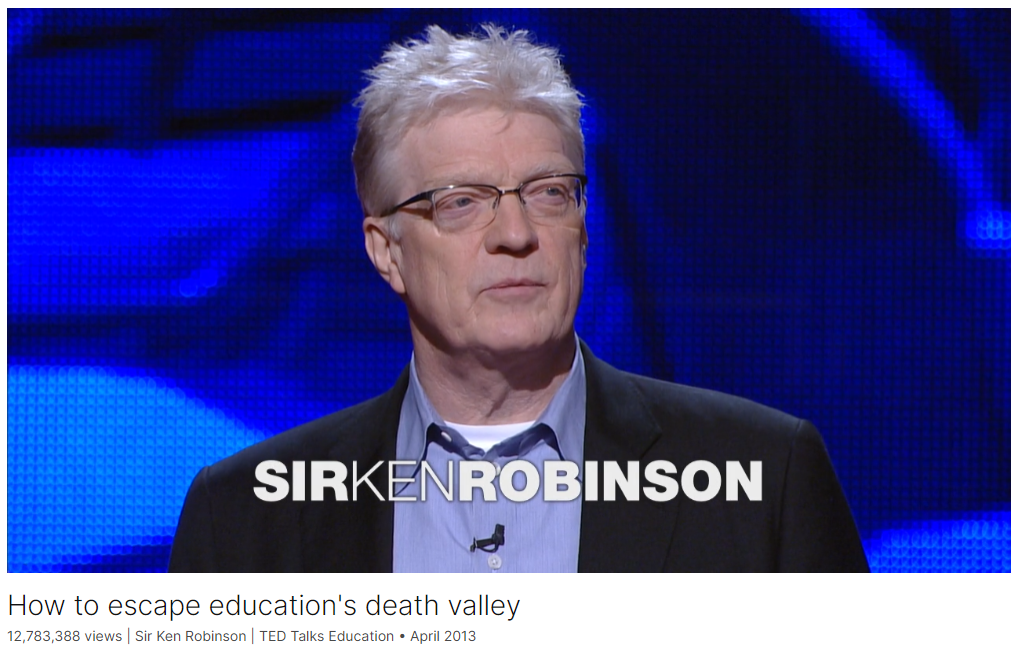 SIRKENROBINSON
How to escape education's death valley
12,783,388 views | Sir Ken Robinson | TED Talks Education • April 2013